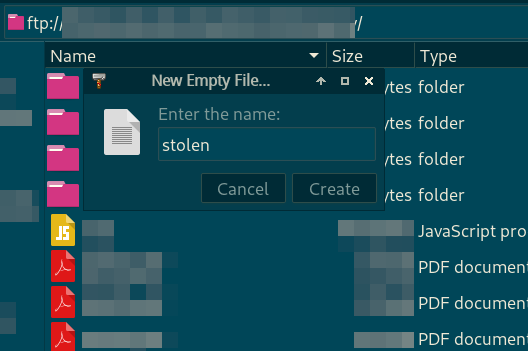 ftp:// /
Name Size Type
New Empty File...
ytes folder
Enter the name:
ytes folder
stolen
ytes folder
Cancel Create
ytes folder
JS
JavaScript pro
PDF document
PDF document
PDF document